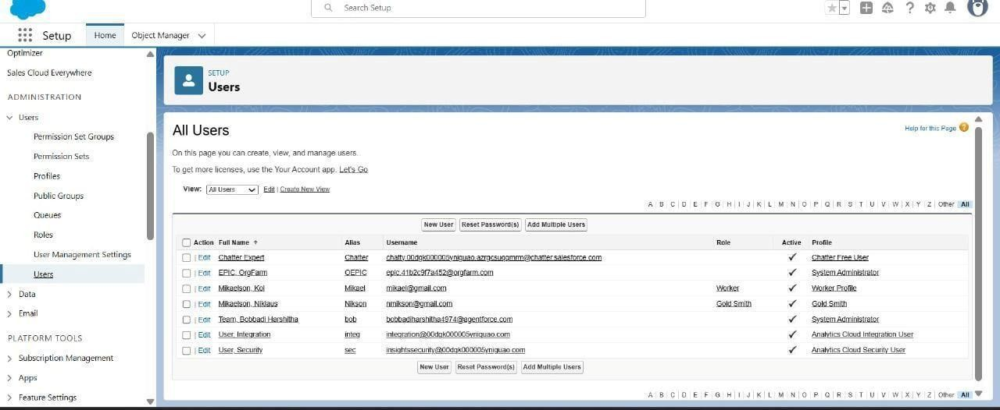 Search Setup
Setup Home Object Manager
Optimizer
Sales Cloud Everywhere
ADMINISTRATION
Users
Permission Set Groups
Permission Sets
Profiles
Public Groups
Queues
Roles
User Management Settings
Users
Data
Email
PLATFORM TOOLS
Subscription Management
Apps
Feature Settings
SETUP
Users
All Users
Help for this Page
On this page you can create, view, and manage users.
To get more licenses, use the Your Account app. Let's Go
View: All Users Edit | Create New View
A | B | C | D | E | F | G | H | I | J | K | L | M | N | O | P | Q | R | S | T | U | V | W | X | Y | Z | Other All
New User Reset Password(s) Add Multiple Users
Action Full Name ↑ Alias Username Role Active Profile
| Edit Chatter Expert Chatter chatty.00dgk000005yniguao.azrgcsuqqmrm@chatter.salesforce.com ✓ Chatter Free User
| Edit EPIC, OrgFarm OEPIC epic.41b2c9f7a452@orgfarm.com ✓ System Administrator
| Edit Mikaelson, Kol Mikael mikael@gmail.com Worker ✓ Worker Profile
| Edit Mikaelson, Niklaus Nikson nmikson@gmail.com Gold Smith ✓ Gold Smith
| Edit Team, Bobbadi Harshitha bob bobbadiharshitha4974@agentforce.com ✓ System Administrator
| Edit User, Integration integ integration@00dgk000005yniguao.com ✓ Analytics Cloud Integration User
| Edit User, Security sec insightssecurity@00dgk000005yniguao.com ✓ Analytics Cloud Security User
New User Reset Password(s) Add Multiple Users
A | B | C | D | E | F | G | H | I | J | K | L | M | N | O | P | Q | R | S | T | U | V | W | X | Y | Z | Other All